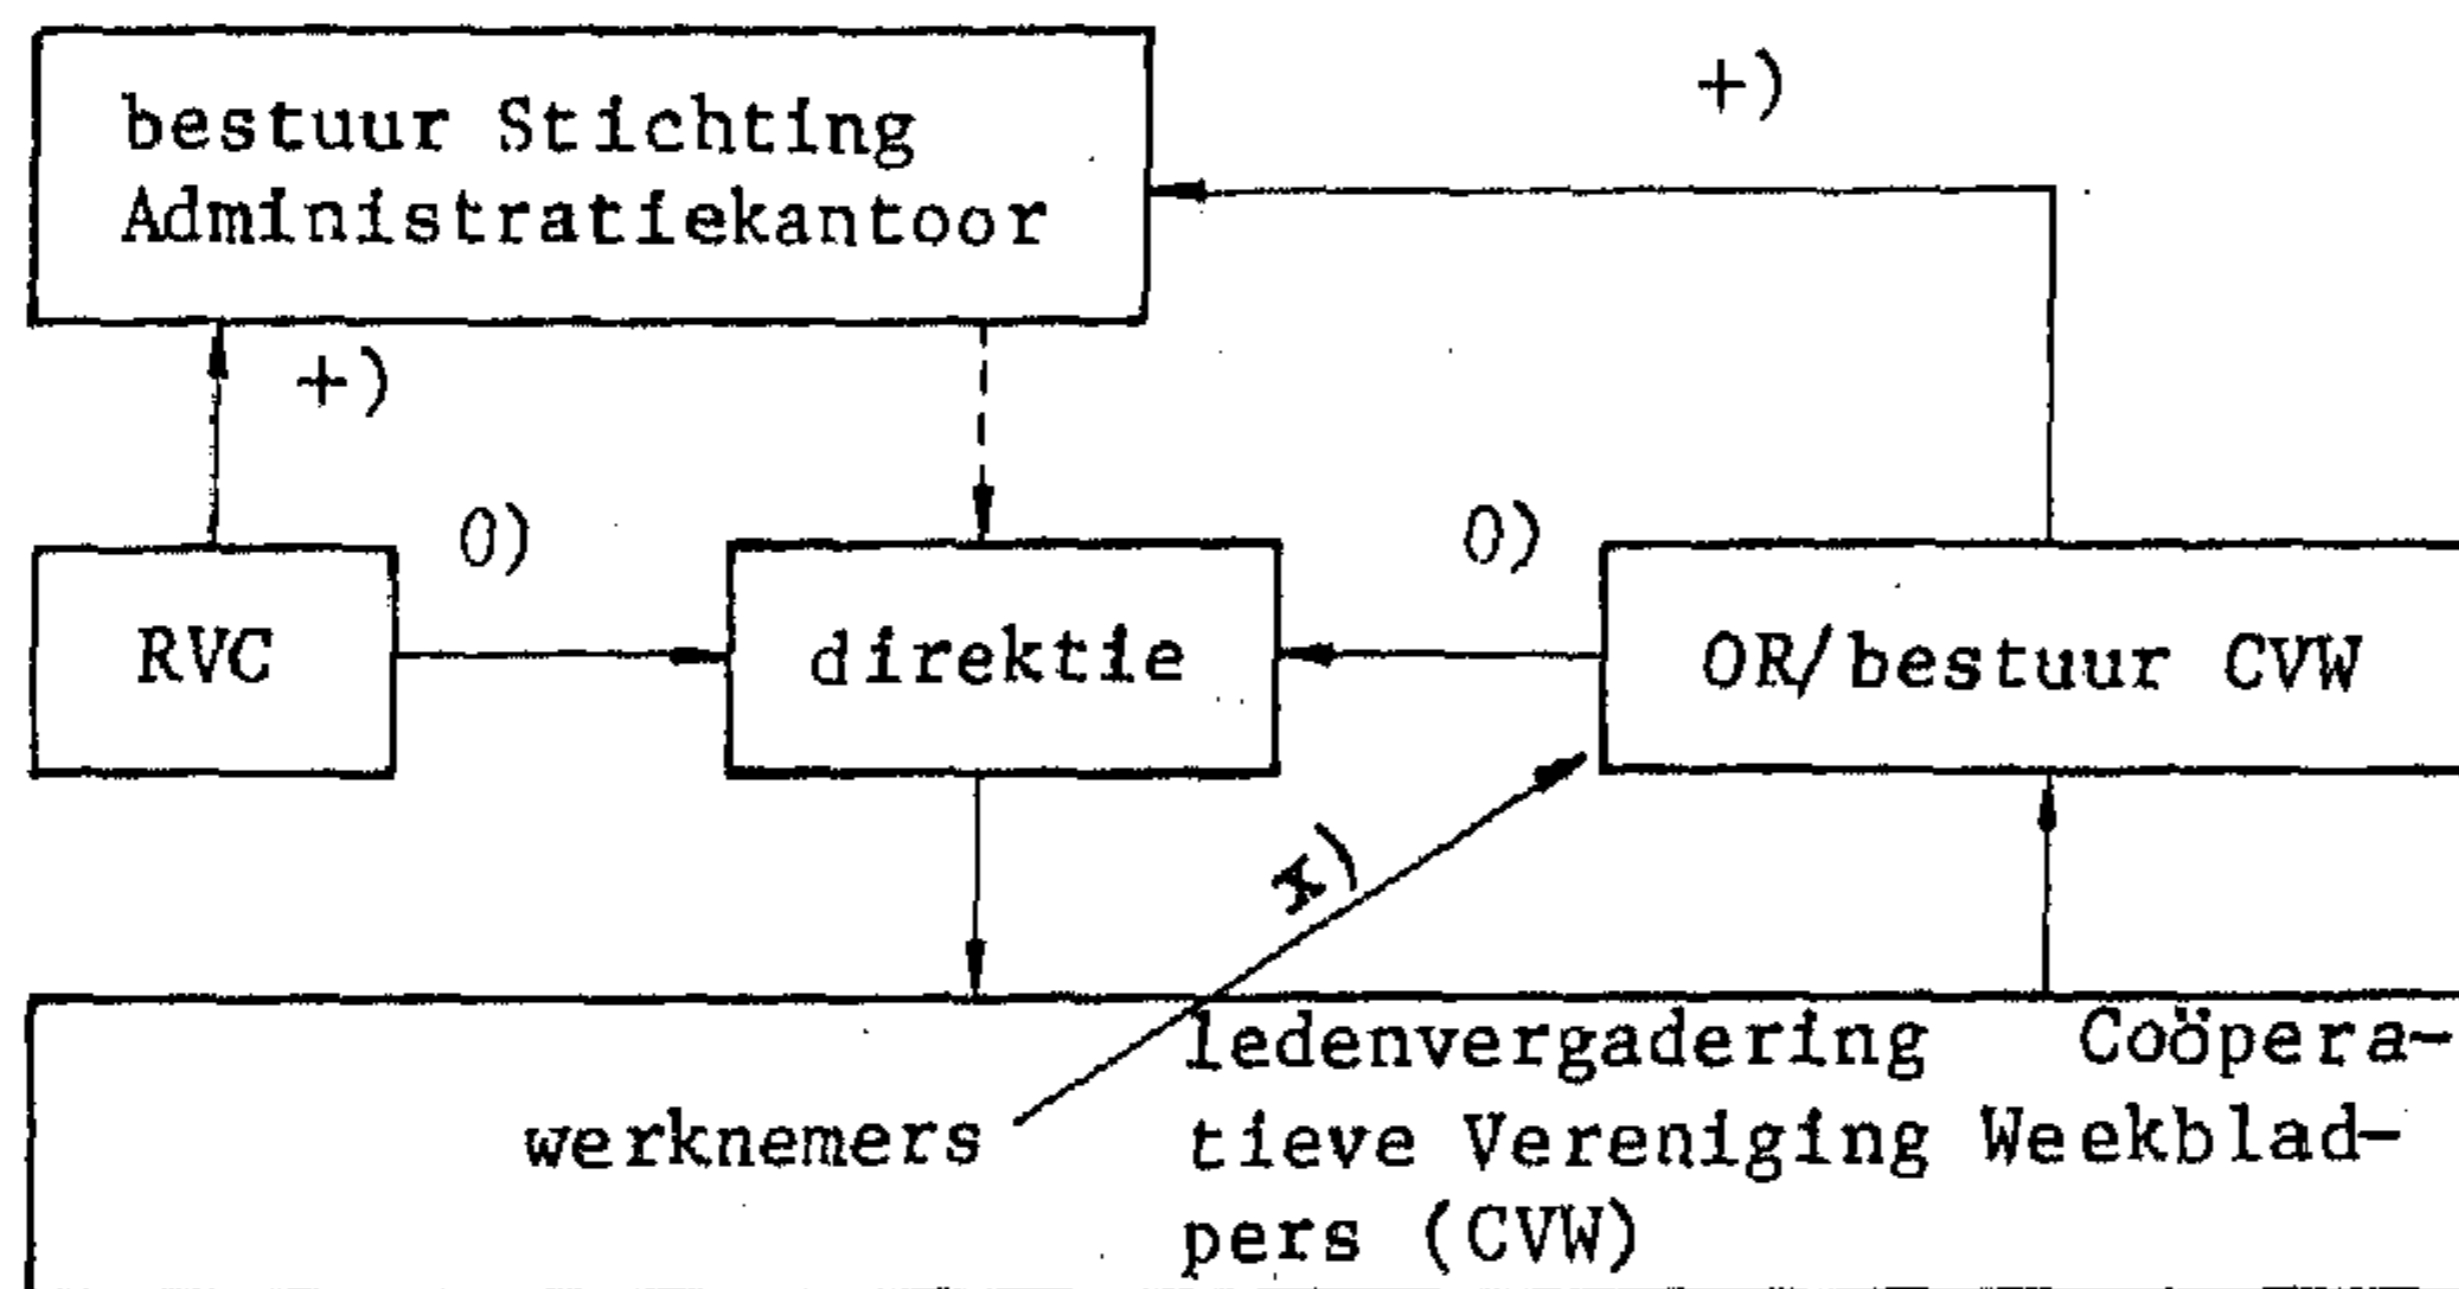 bestuur Stichting
Administratiekantoor
+)
+)
0)
0)
RVC
direktie
OR/bestuur CVW
x)
ledenvergadering Coöpera-
werknemers
tieve Vereniging Weekblad-
pers (CVW)